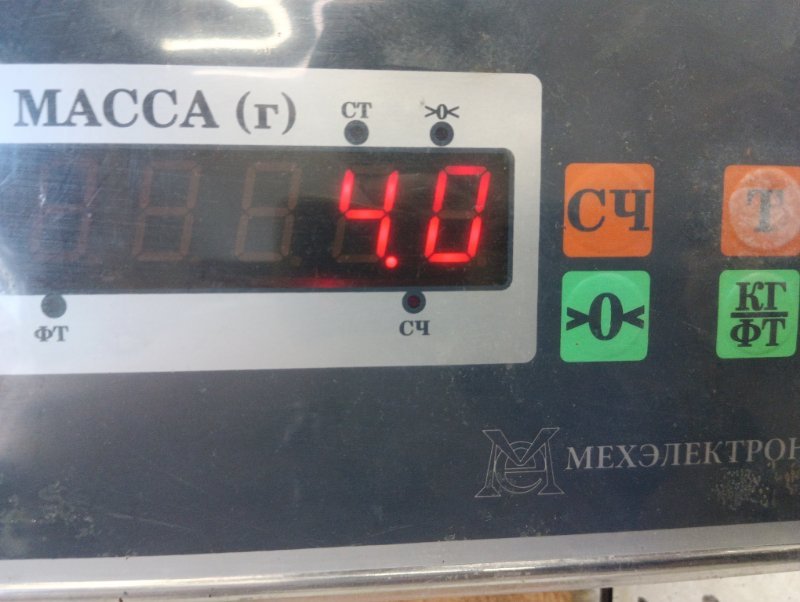 МАССА (г)
СТ
>0<
4.0
ФТ
СЧ
СЧ
Т
>0<
КГ
ФТ
МЕХЭЛЕКТРОН